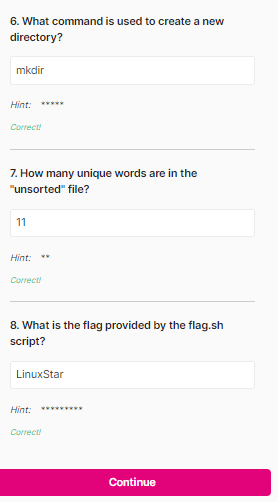 6. What command is used to create a new
directory?
mkdir
Hint: *****
Correct!
7. How many unique words are in the
"unsorted" file?
11
Hint: **
Correct!
8. What is the flag provided by the flag.sh
script?
LinuxStar
Hint: *********
Correct!
Continue